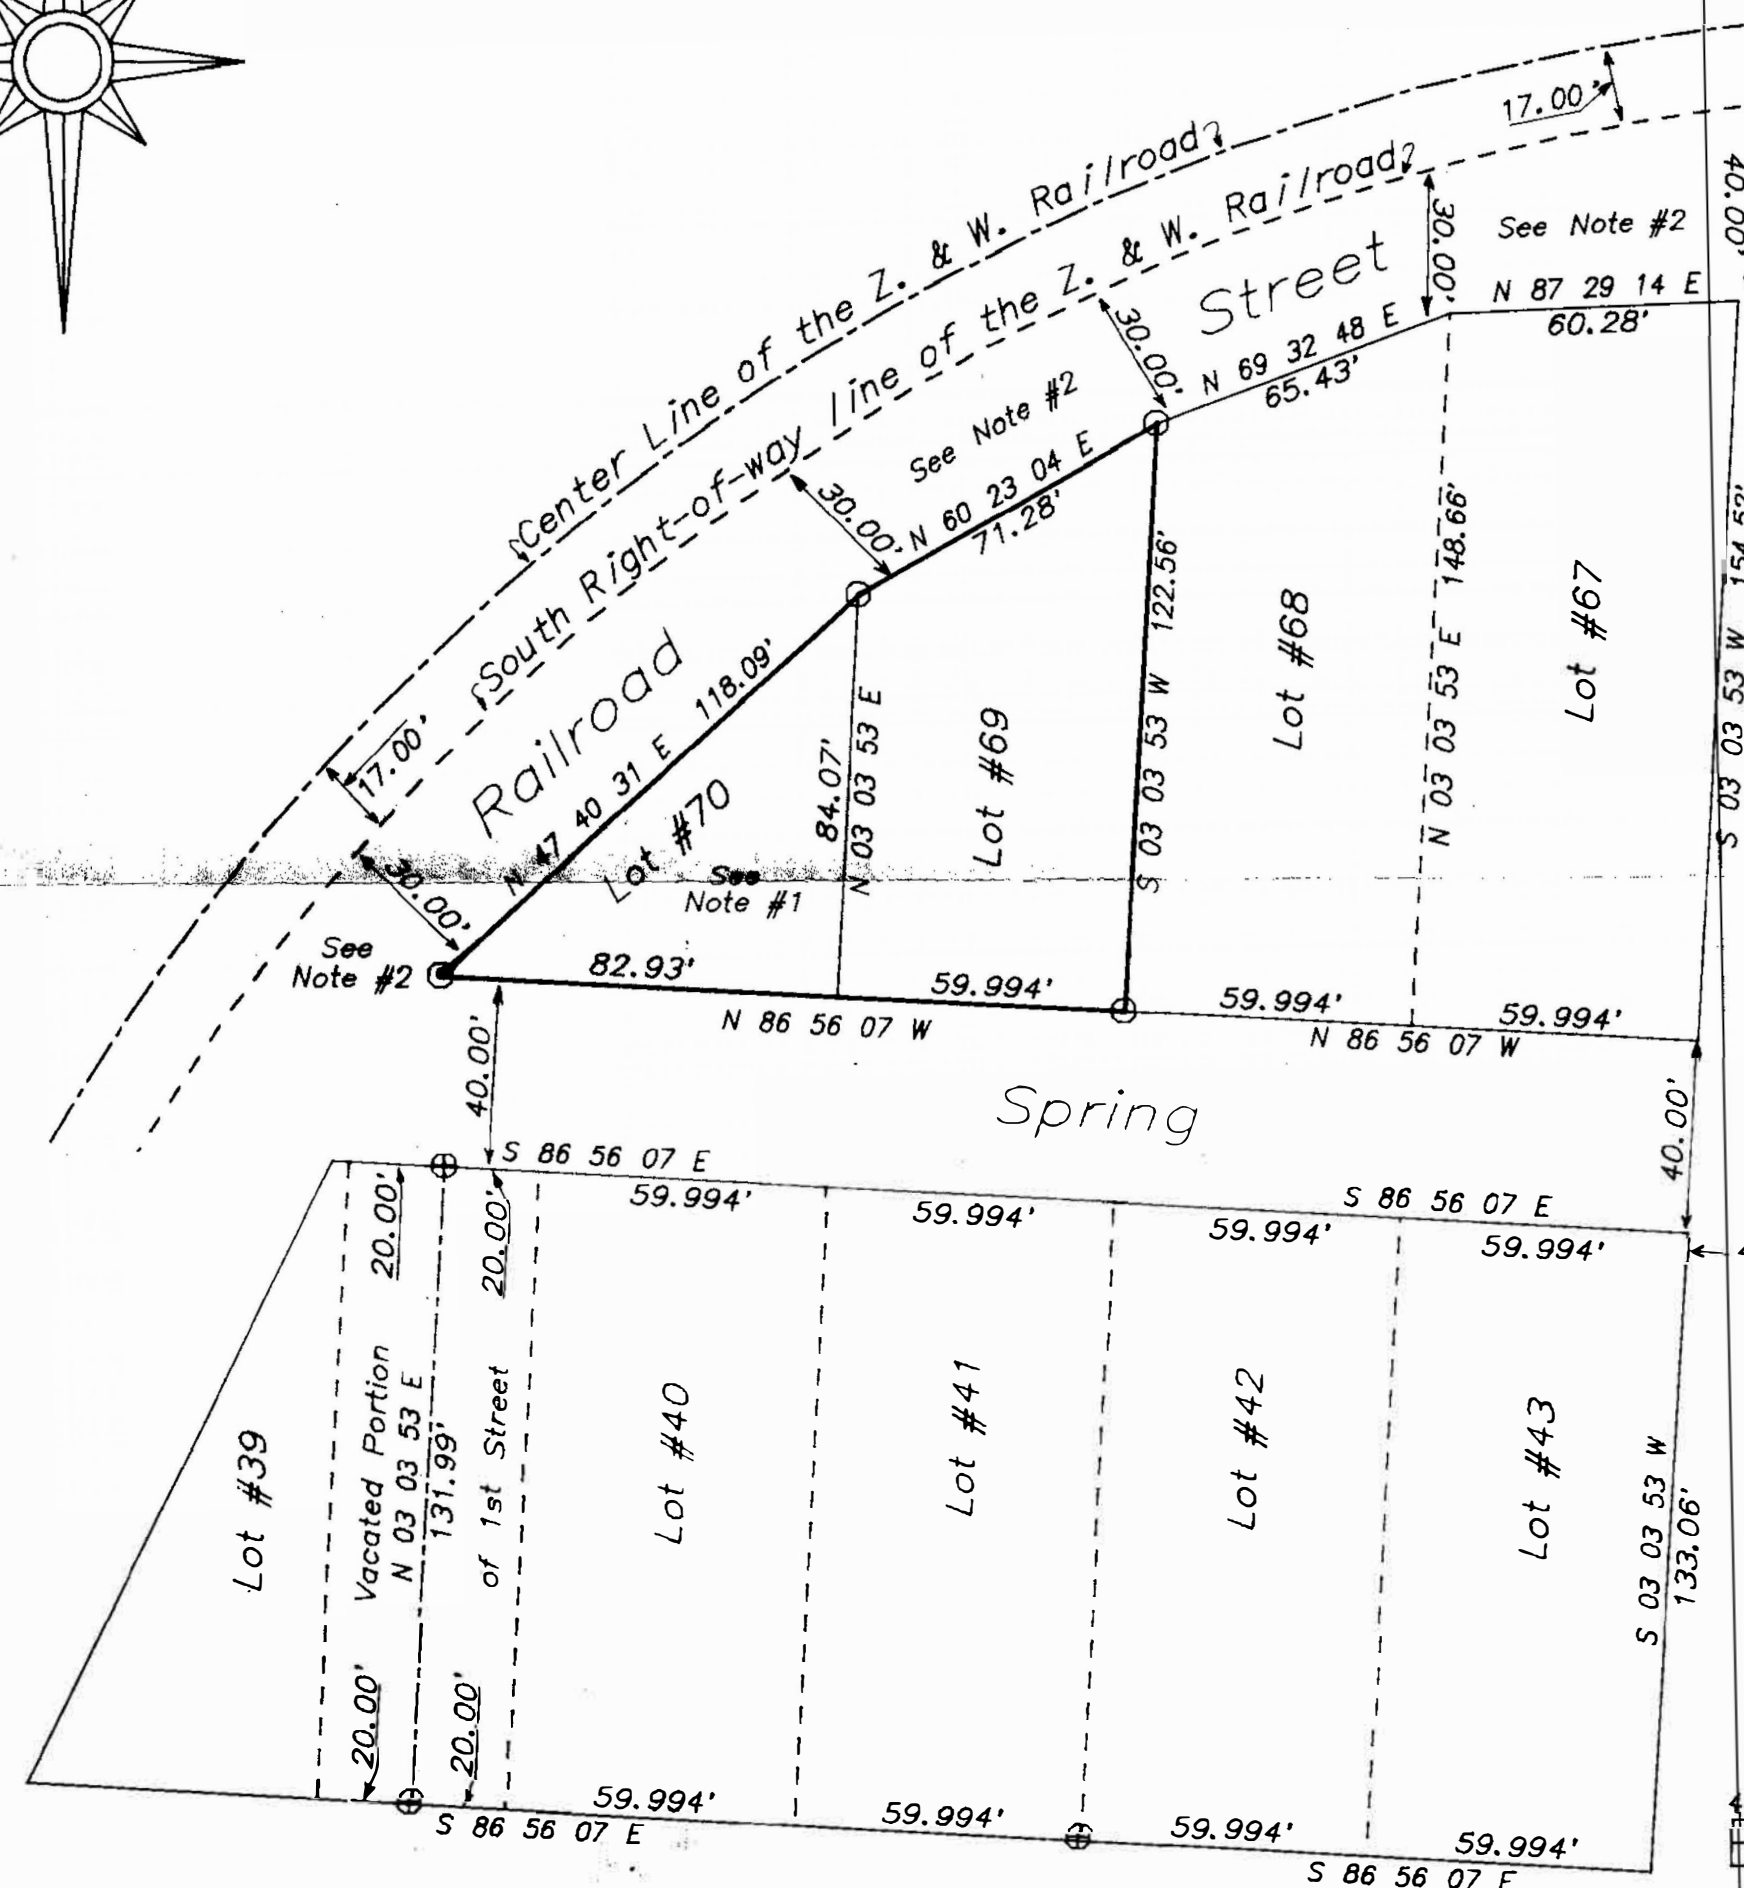 Center Line of the Z. & W. Railroad
South Right-of-way line of the Z. & W. Railroad
17.00'
30.00'
40.00'
See Note #2
N 87 29 14 E
60.28'
Street
N 69 32 48 E
65.43'
30.00'
See Note #2
N 60 23 04 E
71.28'
30.00'
Railroad
N 47 40 31 E 118.09'
17.00'
30.00'
See
Note #2
Lot #70
See
Note #1
84.07'
N 03 03 53 E
Lot #69
S 03 03 53 W 122.56'
Lot #68
N 03 03 53 E 148.66'
Lot #67
S 03 03 53 W
82.93'
59.994'
59.994'
59.994'
N 86 56 07 W
N 86 56 07 W
40.00'
Spring
40.00'
S 86 56 07 E
S 86 56 07 E
59.994'
59.994'
59.994'
59.994'
20.00'
20.00'
Lot #39
Vacated Portion
N 03 03 53 E
131.99'
of 1st Street
Lot #40
Lot #41
Lot #42
Lot #43
S 03 03 53 W
133.06'
20.00'
20.00'
59.994'
59.994'
59.994'
59.994'
S 86 56 07 E
S 86 56 07 E